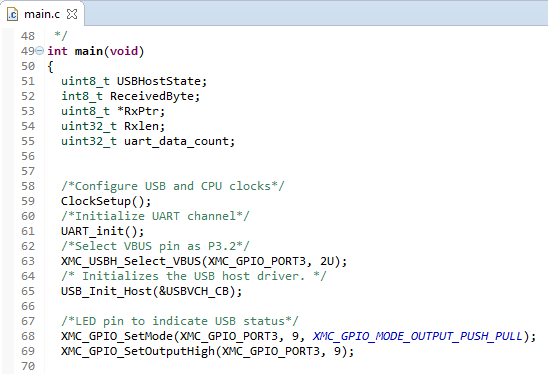 main.c
48 */
49 int main(void)
50 {
51 uint8_t USBHostState;
52 int8_t ReceivedByte;
53 uint8_t *RxPtr;
54 uint32_t Rxlen;
55 uint32_t uart_data_count;
56
57
58 /*Configure USB and CPU clocks*/
59 ClockSetup();
60 /*Initialize UART channel*/
61 UART_init();
62 /*Select VBUS pin as P3.2*/
63 XMC_USBH_Select_VBUS(XMC_GPIO_PORT3, 2U);
64 /* Initializes the USB host driver. */
65 USB_Init_Host(&USBVCH_CB);
66
67 /*LED pin to indicate USB status*/
68 XMC_GPIO_SetMode(XMC_GPIO_PORT3, 9, XMC_GPIO_MODE_OUTPUT_PUSH_PULL);
69 XMC_GPIO_SetOutputHigh(XMC_GPIO_PORT3, 9);
70